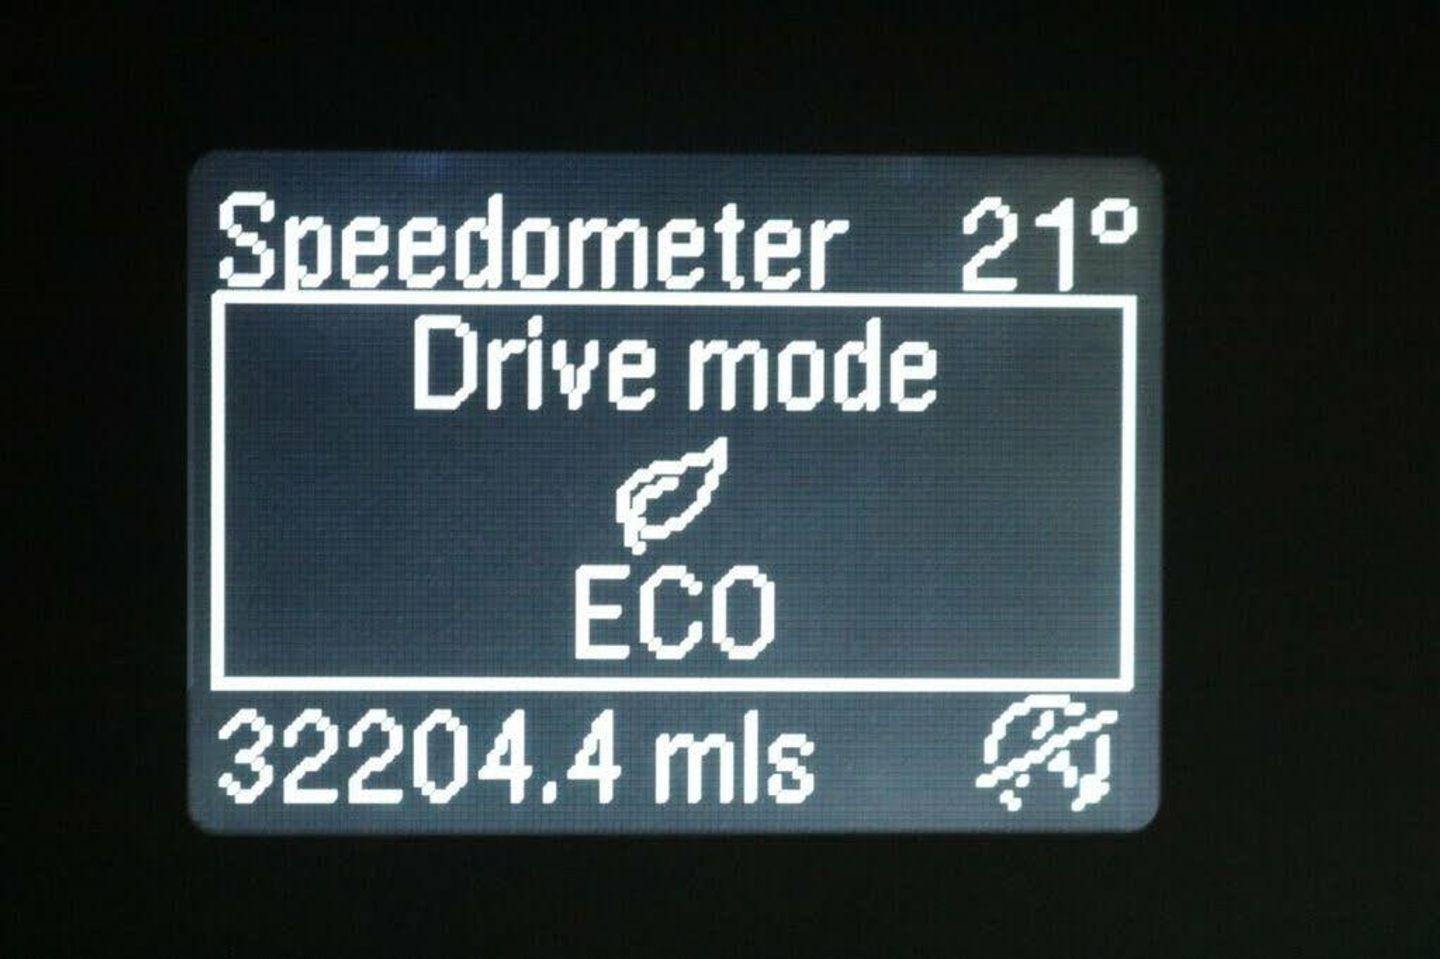 Speedometer 21°
Drive mode
ECO
32204.4 mls